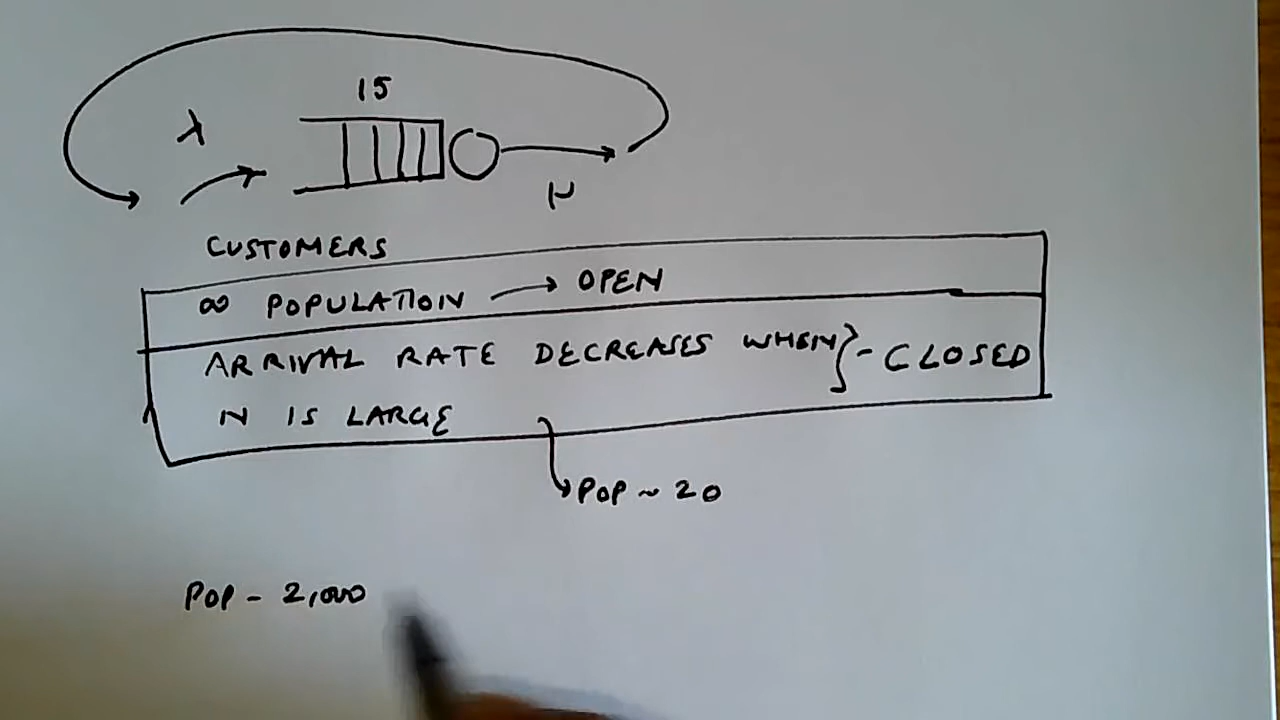 15
λ
μ
CUSTOMERS
∞ POPULATION → OPEN
ARRIVAL RATE DECREASES WHEN } - CLOSED
N IS LARGE
POP ~ 20
POP - 2,000